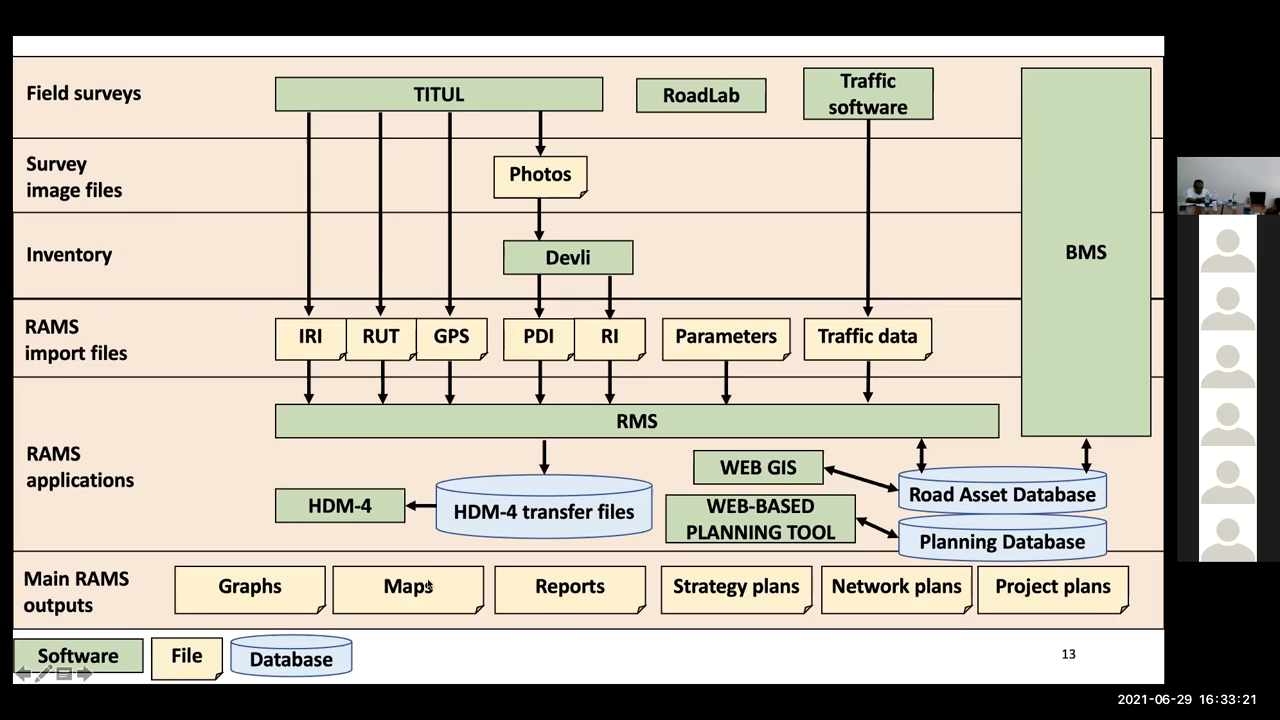 Field surveys
TITUL
RoadLab
Traffic
software
Survey
image files
Photos
Inventory
Devli
BMS
RAMS
import files
IRI
RUT
GPS
PDI
RI
Parameters
Traffic data
RMS
RAMS
applications
WEB GIS
HDM-4
HDM-4 transfer files
WEB-BASED
PLANNING TOOL
Road Asset Database
Planning Database
Main RAMS
outputs
Graphs
Maps
Reports
Strategy plans
Network plans
Project plans
Software
File
Database
13
2021-06-29 16:33:21